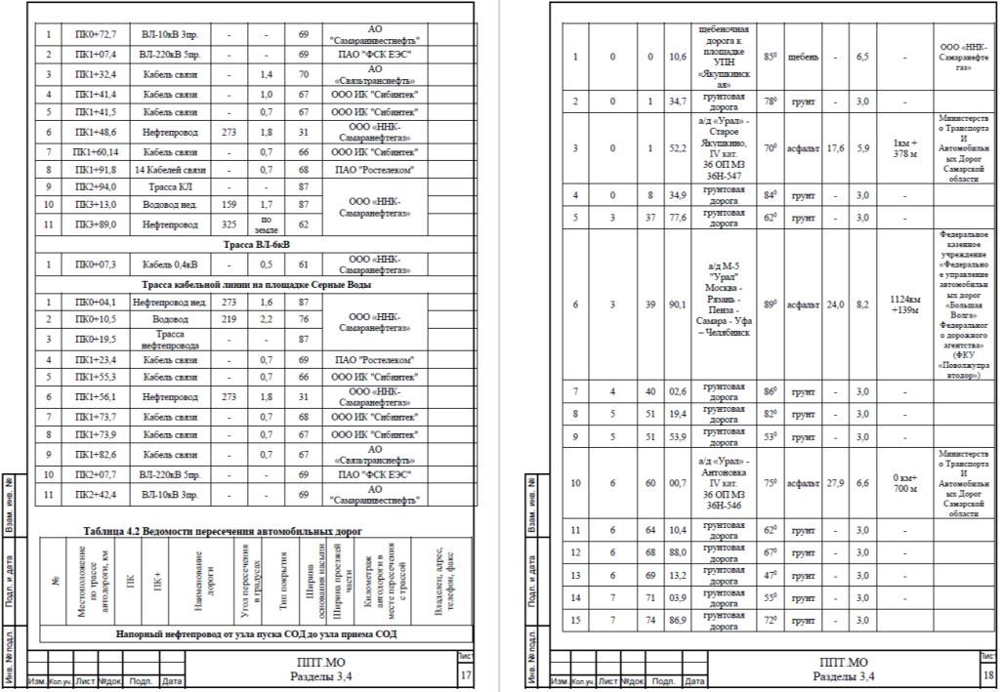 1 ПК0+72,7 ВЛ-10кВ 3пр. - - 69 АО "Самараинвестнефть"
2 ПК1+07,4 ВЛ-220кВ 5пр. - - 69 ПАО "ФСК ЕЭС"
3 ПК1+32,4 Кабель связи - 1,4 70 АО «Связьтранснефть»
4 ПК1+41,4 Кабель связи - 1,0 67 ООО ИК "Сибинтек"
5 ПК1+41,5 Кабель связи - 0,7 67 ООО ИК "Сибинтек"
6 ПК1+48,6 Нефтепровод 273 1,8 31 ООО «ННК-Самаранефтегаз»
7 ПК1+60,14 Кабель связи - 0,7 66 ООО ИК "Сибинтек"
8 ПК1+91,8 14 Кабелей связи - 0,7 68 ПАО "Ростелеком"
9 ПК2+94,0 Трасса КЛ - - 87 ООО «ННК-Самаранефтегаз»
10 ПК3+13,0 Водовод нед. 159 1,7 87
11 ПК3+89,0 Нефтепровод 325 по земле 62
Трасса ВЛ-6кВ
1 ПК0+07,3 Кабель 0,4кВ - 0,5 61 ООО «ННК-Самаранефтегаз»
Трасса кабельной линии на площадке Серные Воды
1 ПК0+04,1 Нефтепровод нед. 273 1,6 87 ООО «ННК-Самаранефтегаз»
2 ПК0+10,5 Водовод 219 2,2 76
3 ПК0+19,5 Трасса нефтепровода - - 87
4 ПК1+23,4 Кабель связи - 0,7 69 ПАО "Ростелеком"
5 ПК1+55,3 Кабель связи - 0,7 66 ООО ИК "Сибинтек"
6 ПК1+56,1 Нефтепровод 273 1,8 31 ООО «ННК-Самаранефтегаз»
7 ПК1+73,7 Кабель связи - 0,7 68 ООО ИК "Сибинтек"
8 ПК1+73,9 Кабель связи - 0,7 67 ООО ИК "Сибинтек"
9 ПК1+82,6 Кабель связи - 0,7 67 АО «Связьтранснефть»
10 ПК2+07,7 ВЛ-220кВ 5пр. - - 69 ПАО "ФСК ЕЭС"
11 ПК2+42,4 ВЛ-10кВ 3пр. - - 69 АО "Самараинвестнефть"
Таблица 4.2 Ведомости пересечения автомобильных дорог
№
Местоположение по трассе автодороги, км
ПК
ПК+
Наименование дороги
Угол пересечения в градусах
Тип покрытия
Ширина основания насыпи
Ширина проезжей части
Километраж автодороги в месте пересечения с трассой
Владелец, адрес, телефон, факс
Напорный нефтепровод от узла пуска СОД до узла приема СОД
Взам. инв. №
Подп. и дата
Инв. № подл.
Изм. Кол.уч. Лист №док. Подп. Дата
ППТ.МО
Разделы 3,4
Лист
17
1 0 0 10,6 щебеночная дорога к площадке УПН «Якушкинская» 85⁰ щебень - 6,5 - ООО «ННК-Самаранефтегаз»
2 0 1 34,7 грунтовая дорога 78⁰ грунт - 3,0 -
3 0 1 52,2 а/д «Урал» - Старое Якушкино, IV кат. 36 ОП МЗ 36Н-547 70⁰ асфальт 17,6 5,9 1км + 378 м Министерство Транспорта И Автомобильных Дорог Самарской области
4 0 8 34,9 грунтовая дорога 84⁰ грунт - 3,0 -
5 3 37 77,6 грунтовая дорога 62⁰ грунт - 3,0 -
6 3 39 90,1 а/д М-5 "Урал" Москва - Рязань - Пенза - Самара - Уфа – Челябинск 89⁰ асфальт 24,0 8,2 1124км +139м Федеральное казенное учреждение «Федеральное управление автомобильных дорог «Большая Волга» Федерального дорожного агентства» (ФКУ «Поволжуправтодор»)
7 4 40 02,6 грунтовая дорога 86⁰ грунт - 3,0 -
8 5 51 19,4 грунтовая дорога 82⁰ грунт - 3,0 -
9 5 51 53,9 грунтовая дорога 53⁰ грунт - 3,0 -
10 6 60 00,7 а/д «Урал» - Антоновка IV кат. 36 ОП МЗ 36Н-546 75⁰ асфальт 27,9 6,6 0 км+ 700 м Министерство Транспорта И Автомобильных Дорог Самарской области
11 6 64 10,4 грунтовая дорога 62⁰ грунт - 3,0 -
12 6 68 88,0 грунтовая дорога 67⁰ грунт - 3,0 -
13 6 69 13,2 грунтовая дорога 47⁰ грунт - 3,0 -
14 7 71 03,9 грунтовая дорога 55⁰ грунт - 3,0 -
15 7 74 86,9 грунтовая дорога 72⁰ грунт - 3,0 -
Взам. инв. №
Подп. и дата
Инв. № подл.
Изм. Кол.уч. Лист №док. Подп. Дата
ППТ.МО
Разделы 3,4
Лист
18